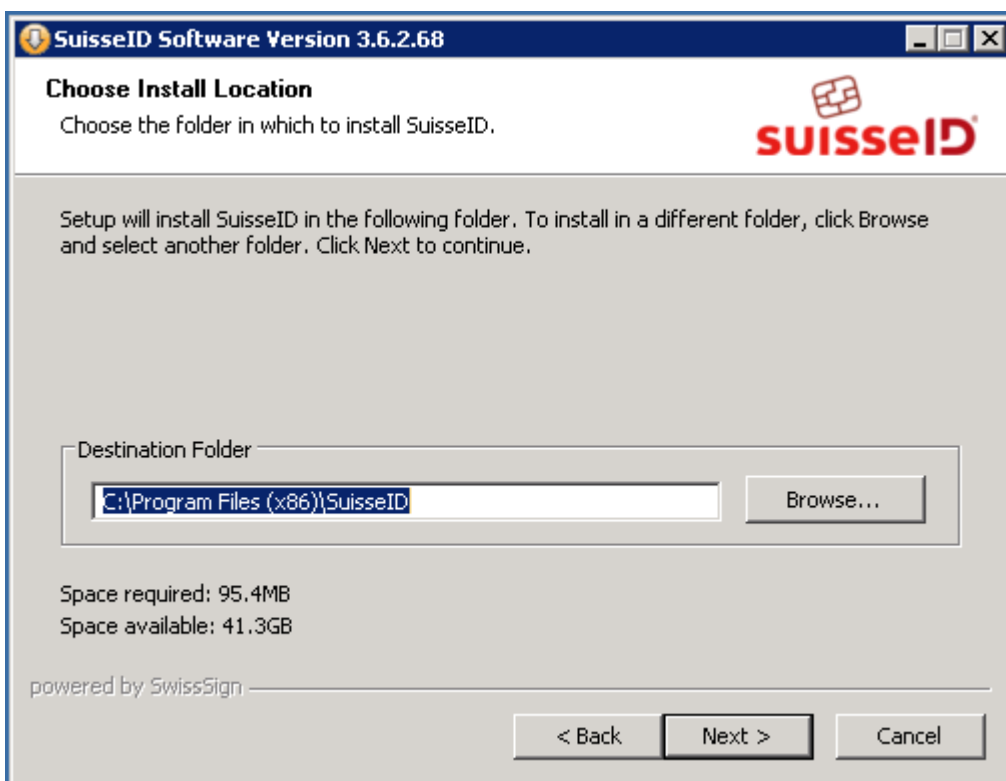 SuisseID Software Version 3.6.2.68
Choose Install Location
Choose the folder in which to install SuisseID.
suisseID
Setup will install SuisseID in the following folder. To install in a different folder, click Browse
and select another folder. Click Next to continue.
Destination Folder
C:\Program Files (x86)\SuisseID
Browse...
Space required: 95.4MB
Space available: 41.3GB
powered by SwissSign
< Back
Next >
Cancel